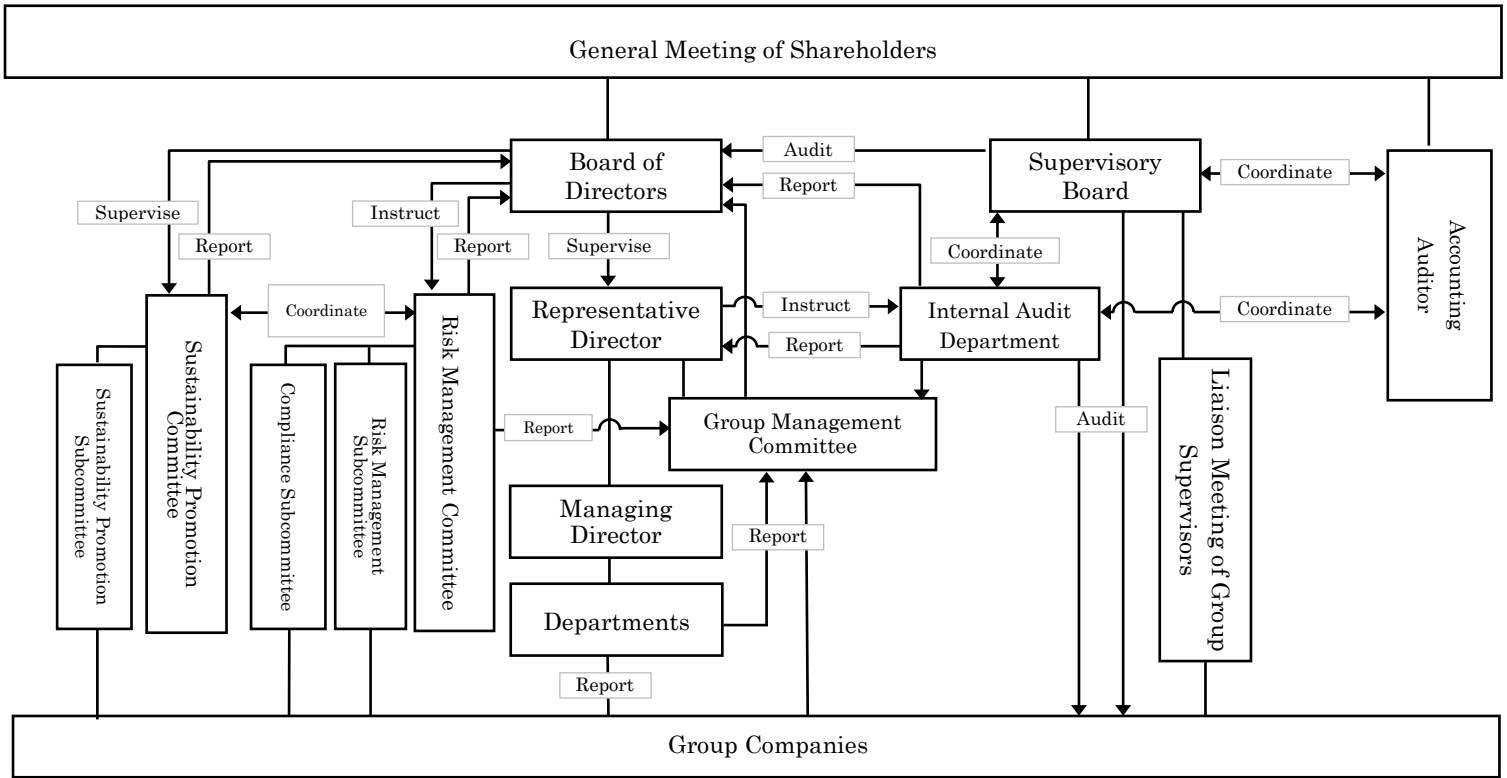 General Meeting of Shareholders
Board of
Directors
Audit
Supervisory
Board
Report
Coordinate
Accounting
Auditor
Supervise
Report
Instruct
Report
Supervise
Coordinate
Coordinate
Representative
Director
Instruct
Report
Internal Audit
Department
Coordinate
Sustainability Promotion
Subcommittee
Sustainability Promotion
Committee
Compliance Subcommittee
Risk Management
Subcommittee
Risk Management Committee
Report
Group Management
Committee
Audit
Liaison Meeting of Group
Supervisors
Managing
Director
Report
Departments
Report
Group Companies